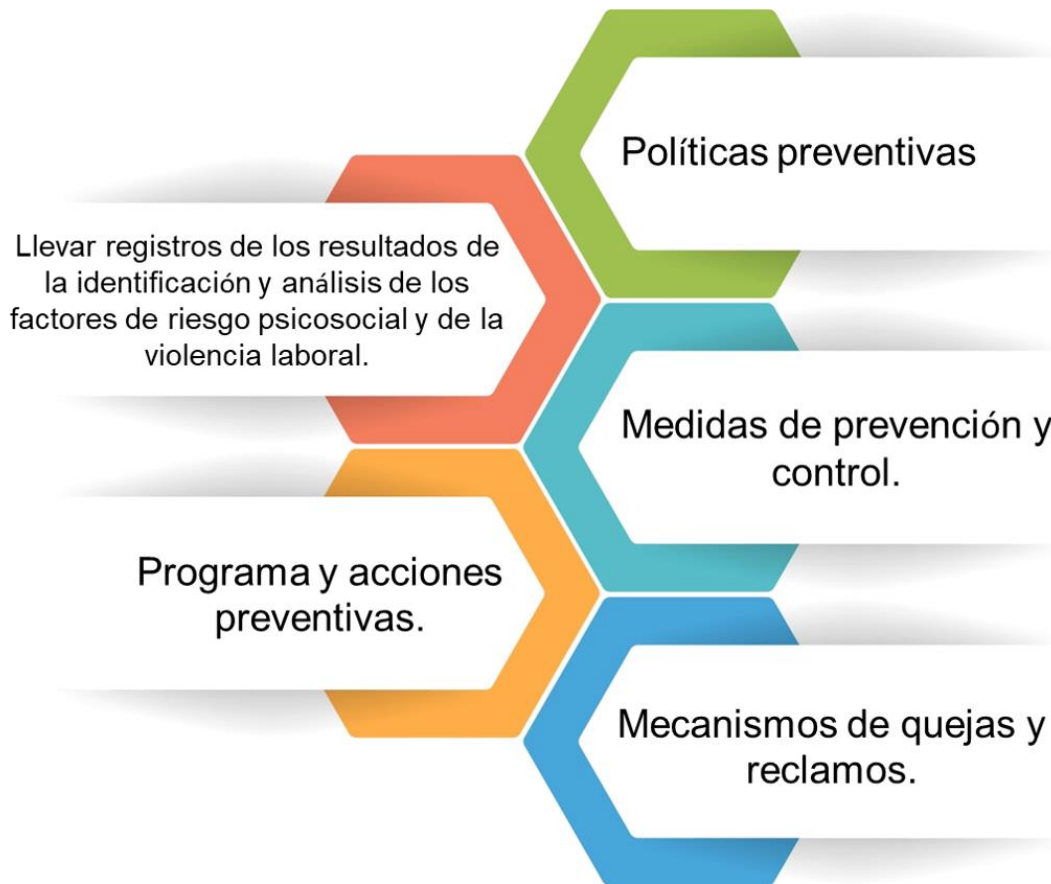 Políticas preventivas
Llevar registros de los resultados de
la identificación y análisis de los
factores de riesgo psicosocial y de la
violencia laboral.
Medidas de prevención y
control.
Programa y acciones
preventivas.
Mecanismos de quejas y
reclamos.